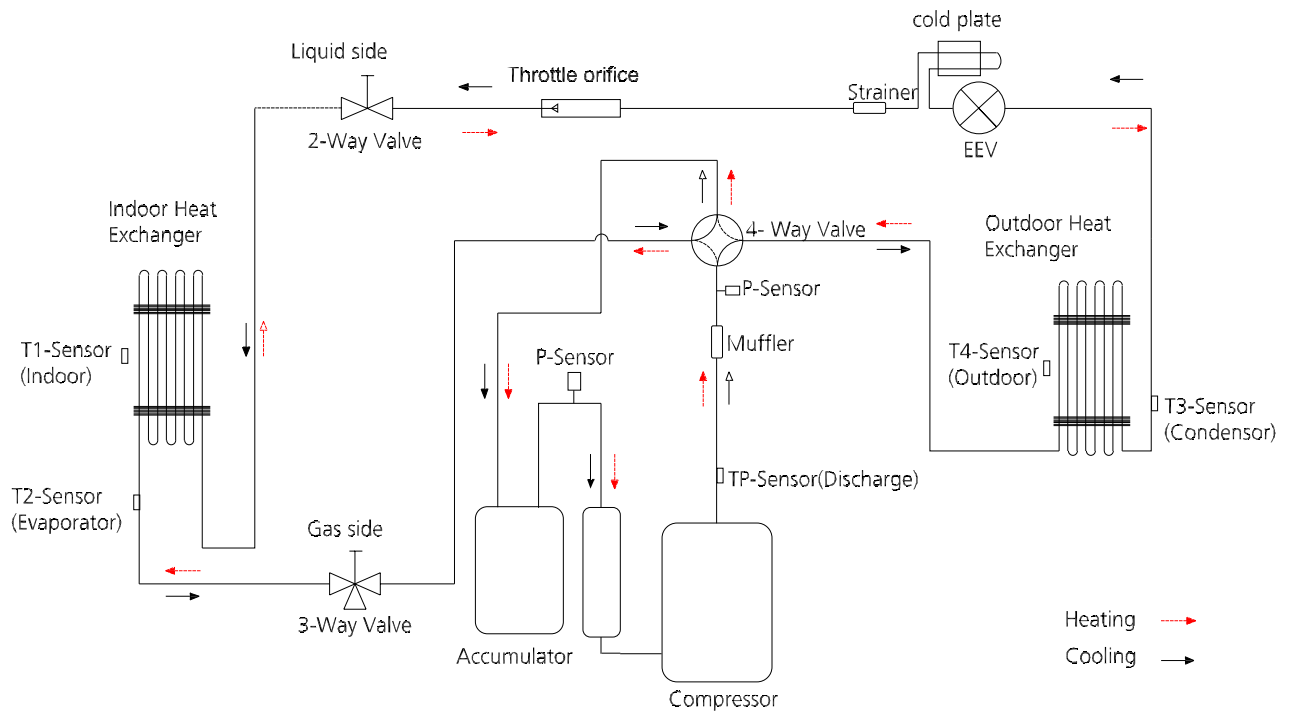 cold plate
Liquid side
Throttle orifice
Strainer
2-Way Valve
EEV
Indoor Heat
Exchanger
4- Way Valve
Outdoor Heat
Exchanger
P-Sensor
Muffler
T1-Sensor
(Indoor)
P-Sensor
T4-Sensor
(Outdoor)
T3-Sensor
(Condensor)
TP-Sensor(Discharge)
T2-Sensor
(Evaporator)
Gas side
3-Way Valve
Accumulator
Compressor
Heating
Cooling